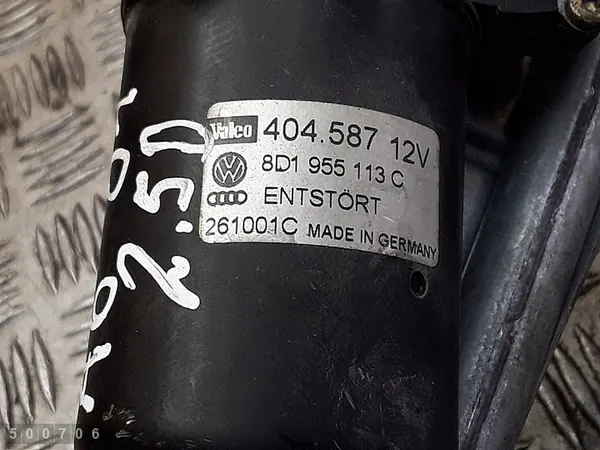 Valeo 404.587 12V
8D1 955 113 C
ENTSTÖRT
261001C MADE IN GERMANY
2.5D
500706